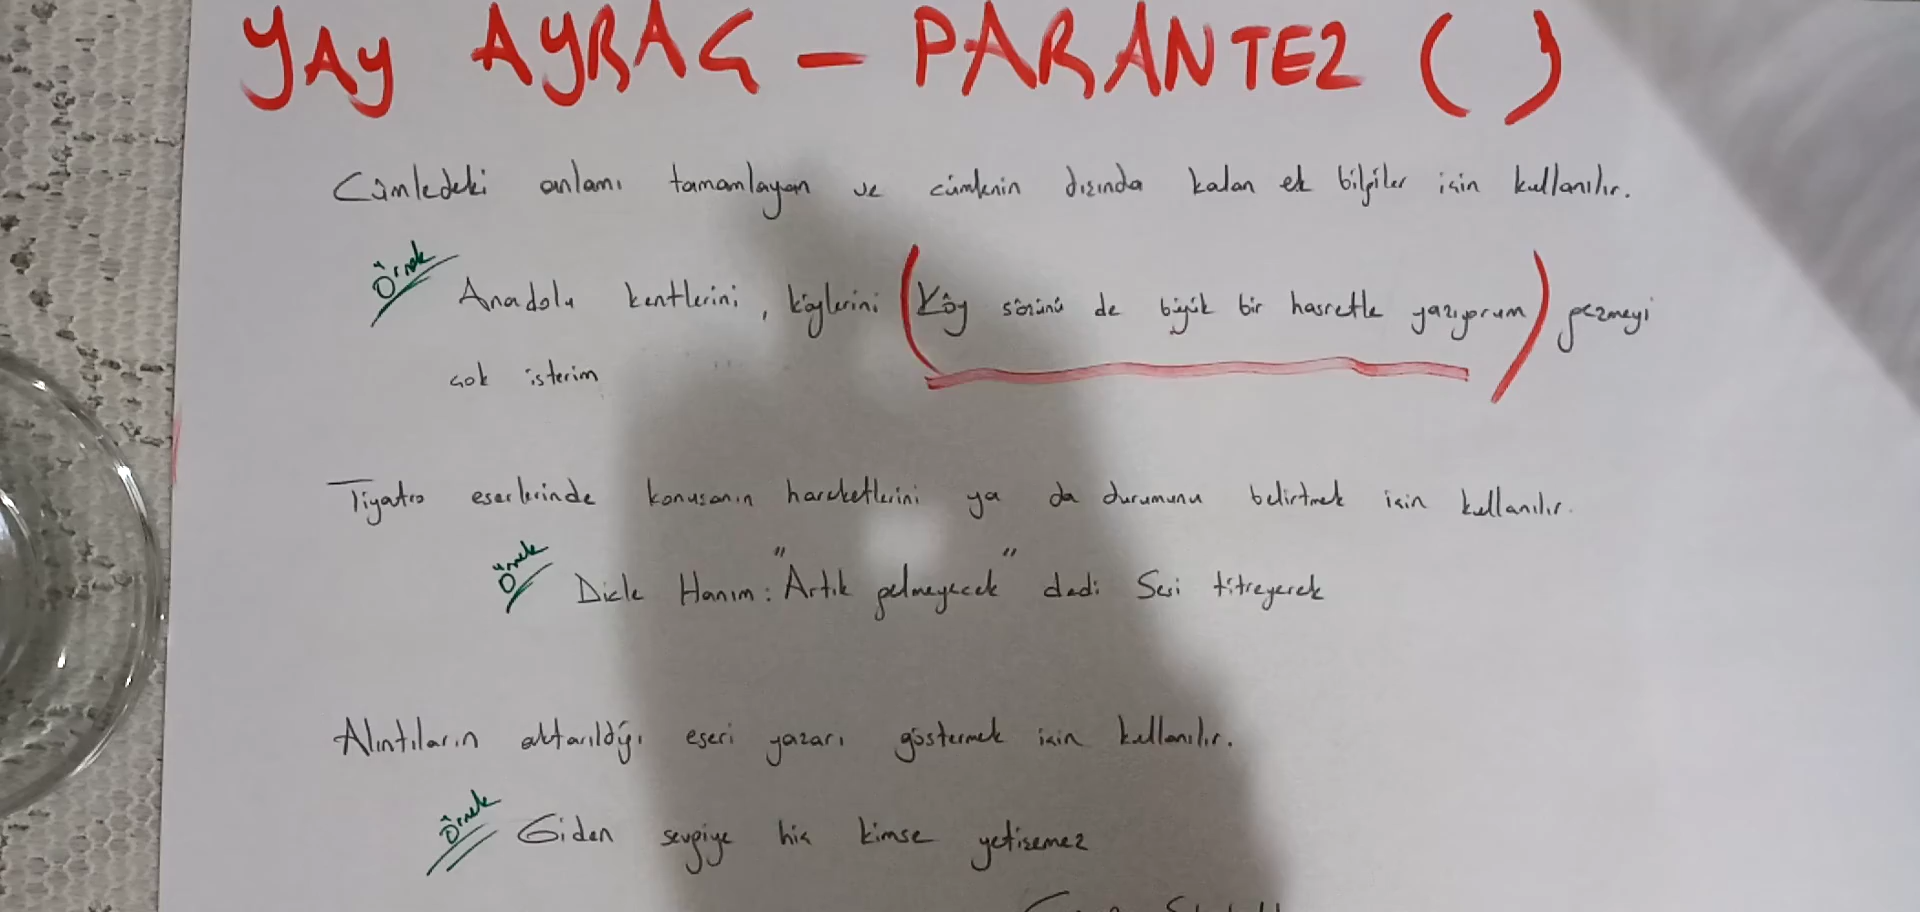 YAY AYRAÇ - PARANTEZ ( )
Cümledeki anlamı tamamlayan ve cümlenin dışında kalan ek bilgiler için kullanılır.
Örnek
Anadolu kentlerini, köylerini (Köy sözünü de büyük bir hasretle yazıyorum) gezmeyi
çok isterim
Tiyatro eserlerinde konuşanın hareketlerini ya da durumunu belirtmek için kullanılır.
Örnek
Dicle Hanım: "Artık gelmeyecek" dedi Sesi titreyerek
Alıntıların aktarıldığı eseri yazarı göstermek için kullanılır.
Örnek
Giden sevgiye hiç kimse yetişemez